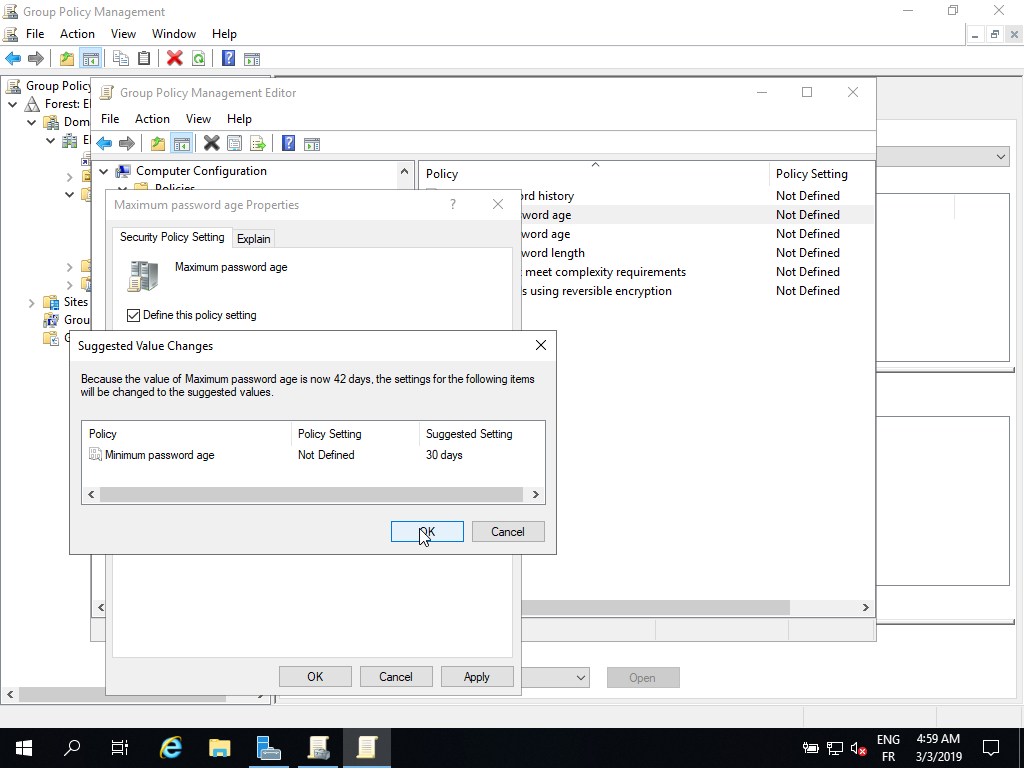 Group Policy Management
File Action View Window Help
Group Policy
Forest: E
Dom
E
Sites
Grou
G
Group Policy Management Editor
File Action View Help
Computer Configuration
Policies
Policy Policy Setting
rd history Not Defined
word age Not Defined
word age Not Defined
word length Not Defined
meet complexity requirements Not Defined
s using reversible encryption Not Defined
Maximum password age Properties
Security Policy Setting Explain
Maximum password age
Define this policy setting
Suggested Value Changes
Because the value of Maximum password age is now 42 days, the settings for the following items
will be changed to the suggested values.
Policy Policy Setting Suggested Setting
Minimum password age Not Defined 30 days
OK Cancel
OK Cancel Apply
Open
ENG
FR
4:59 AM
3/3/2019